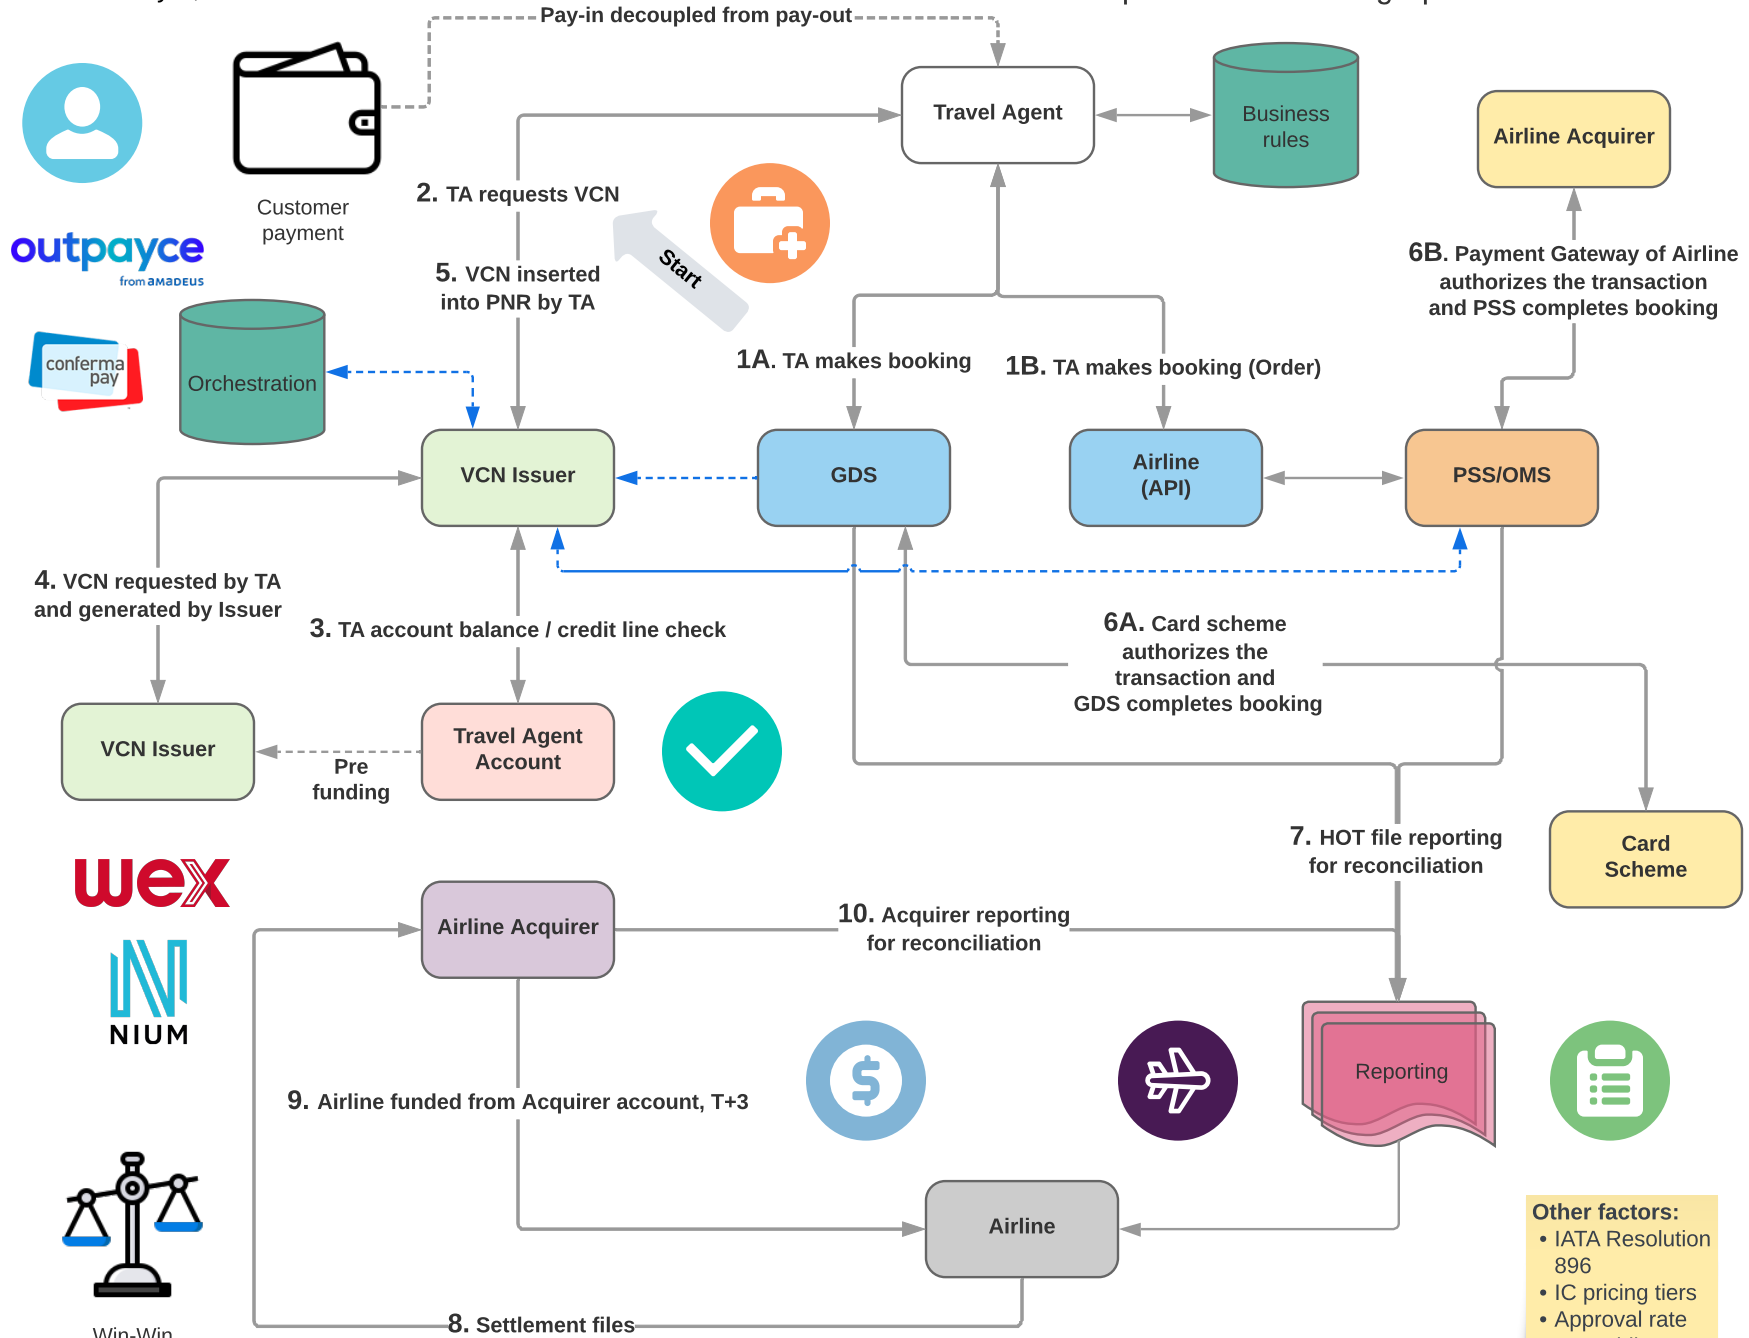 Pay-in decoupled from pay-out
Travel Agent
Business
rules
Airline Acquirer
Customer
payment
2. TA requests VCN
outpayce
from AMADEUS
5. VCN inserted
into PNR by TA
Start
6B. Payment Gateway of Airline
authorizes the transaction
and PSS completes booking
conferma
pay
Orchestration
1A. TA makes booking
1B. TA makes booking (Order)
VCN Issuer
GDS
Airline
(API)
PSS/OMS
4. VCN requested by TA
and generated by Issuer
3. TA account balance / credit line check
6A. Card scheme
authorizes the
transaction and
GDS completes booking
VCN Issuer
Pre
funding
Travel Agent
Account
7. HOT file reporting
for reconciliation
Card
Scheme
wex
NIUM
Airline Acquirer
10. Acquirer reporting
for reconciliation
Reporting
9. Airline funded from Acquirer account, T+3
Airline
Other factors:
• IATA Resolution
896
• IC pricing tiers
• Approval rate
8. Settlement files
Win-Win